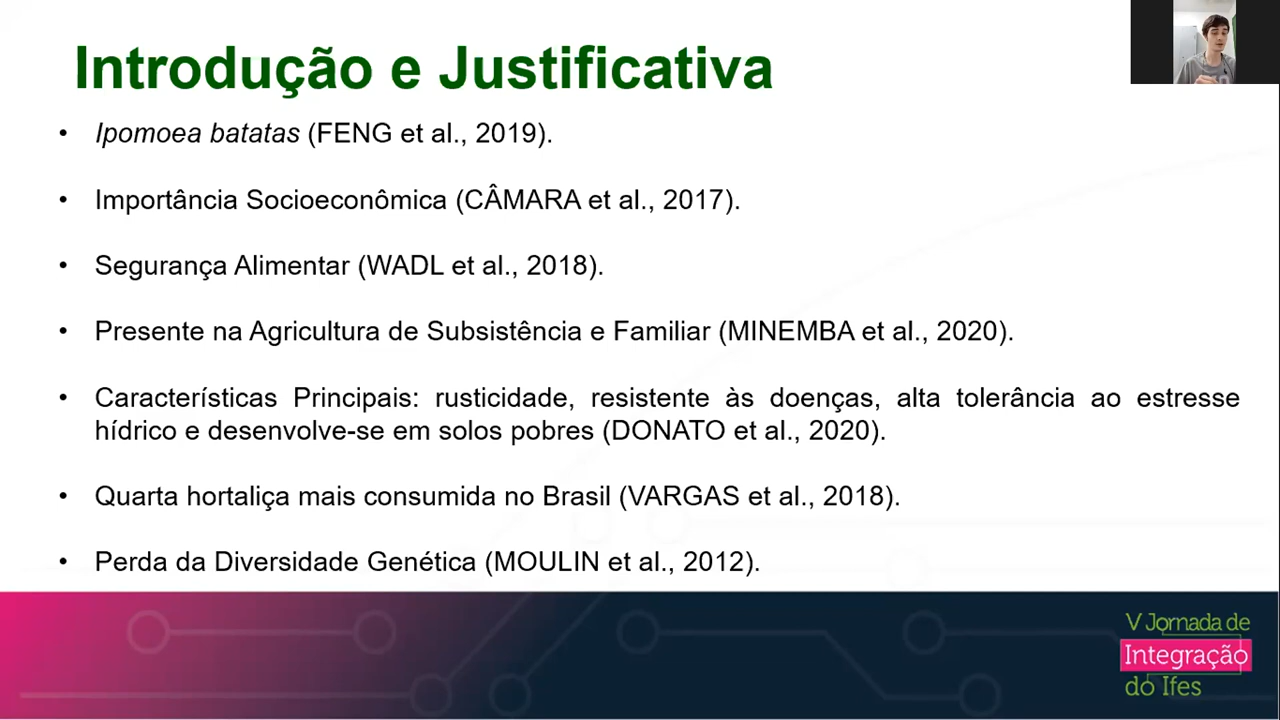 Introdução e Justificativa
• Ipomoea batatas (FENG et al., 2019).
• Importância Socioeconômica (CÂMARA et al., 2017).
• Segurança Alimentar (WADL et al., 2018).
• Presente na Agricultura de Subsistência e Familiar (MINEMBA et al., 2020).
• Características Principais: rusticidade, resistente às doenças, alta tolerância ao estresse
hídrico e desenvolve-se em solos pobres (DONATO et al., 2020).
• Quarta hortaliça mais consumida no Brasil (VARGAS et al., 2018).
• Perda da Diversidade Genética (MOULIN et al., 2012).
V Jornada de
Integração
do Ifes